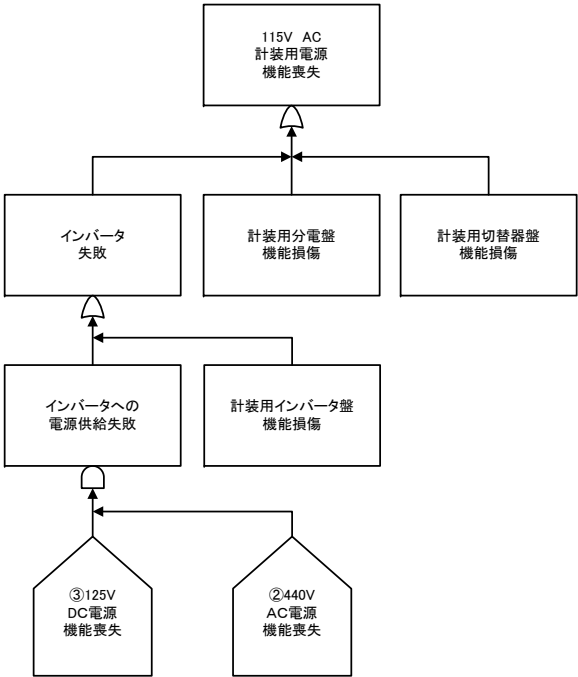 115V AC
計装用電源
機能喪失
インバータ
失敗
計装用分電盤
機能損傷
計装用切替器盤
機能損傷
インバータへの
電源供給失敗
計装用インバータ盤
機能損傷
③125V
DC電源
機能喪失
②440V
AC電源
機能喪失